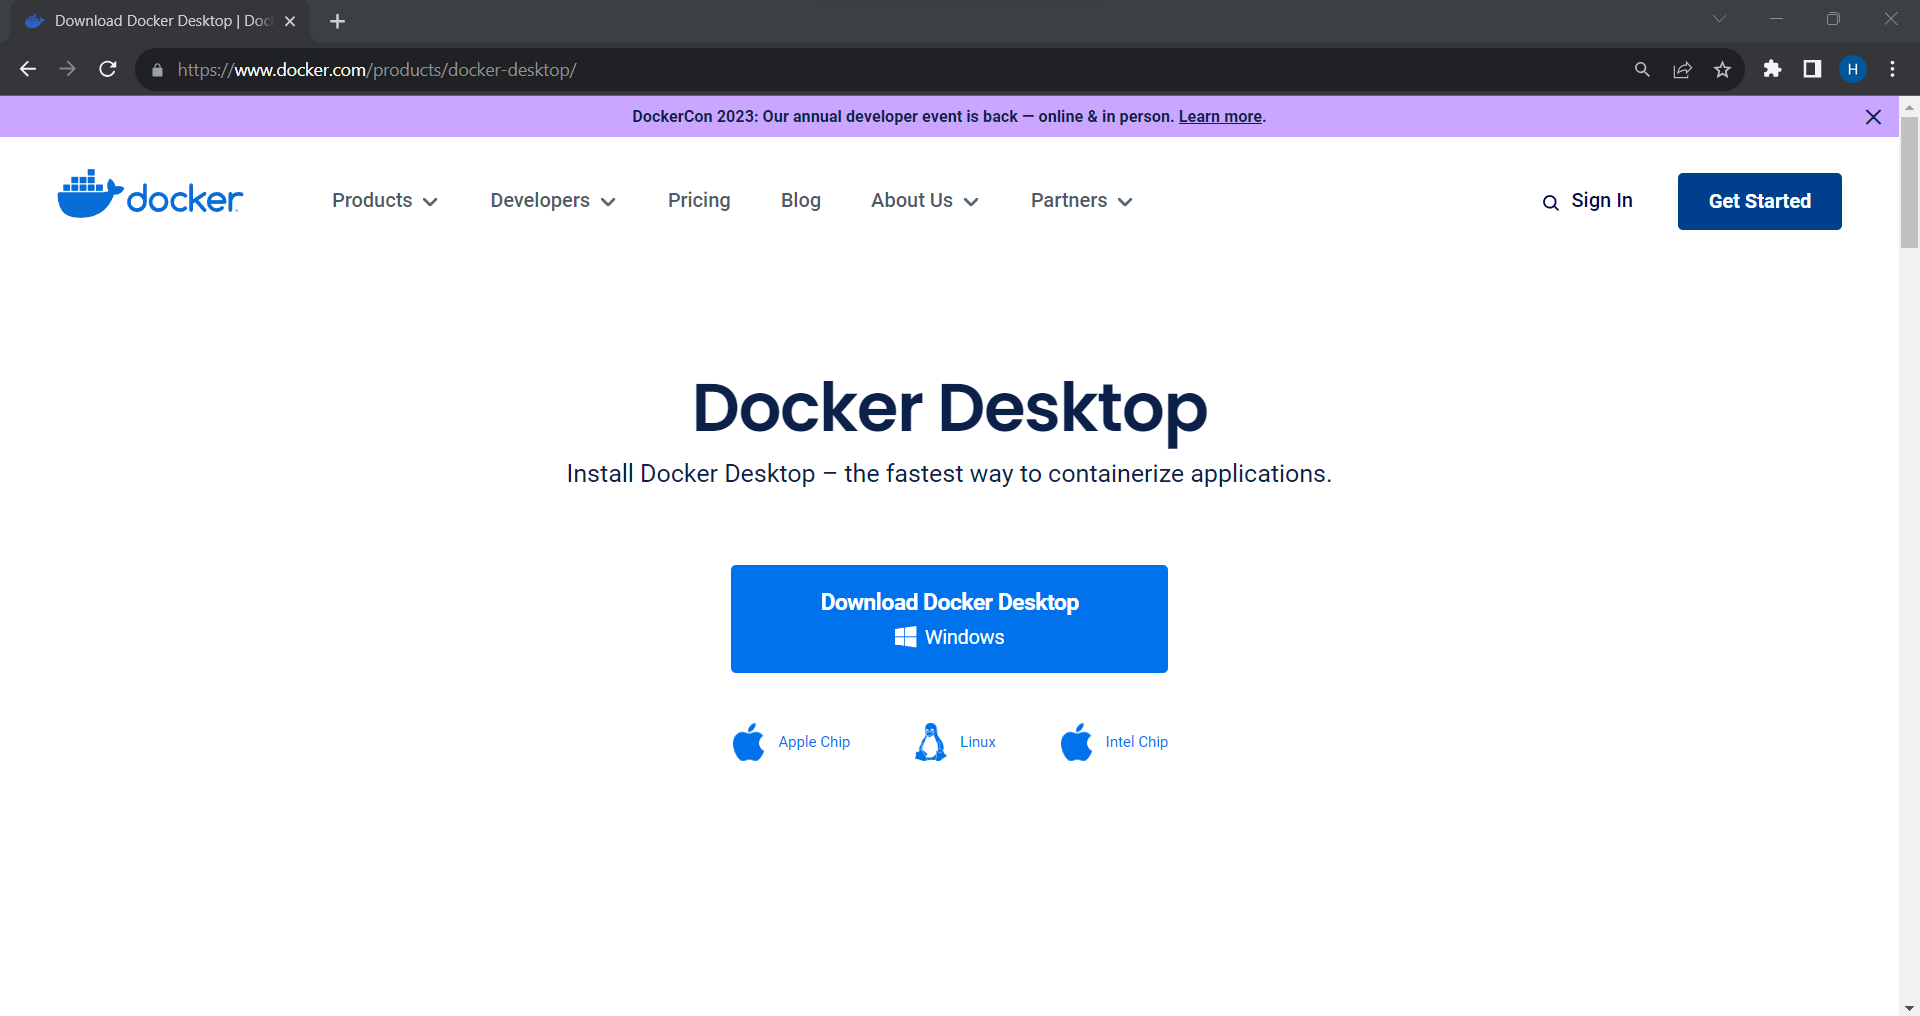 Download Docker Desktop | Doc
https://www.docker.com/products/docker-desktop/
H
DockerCon 2023: Our annual developer event is back — online & in person. Learn more.
docker
Products
Developers
Pricing
Blog
About Us
Partners
Sign In
Get Started
Docker Desktop
Install Docker Desktop – the fastest way to containerize applications.
Download Docker Desktop
Windows
Apple Chip
Linux
Intel Chip